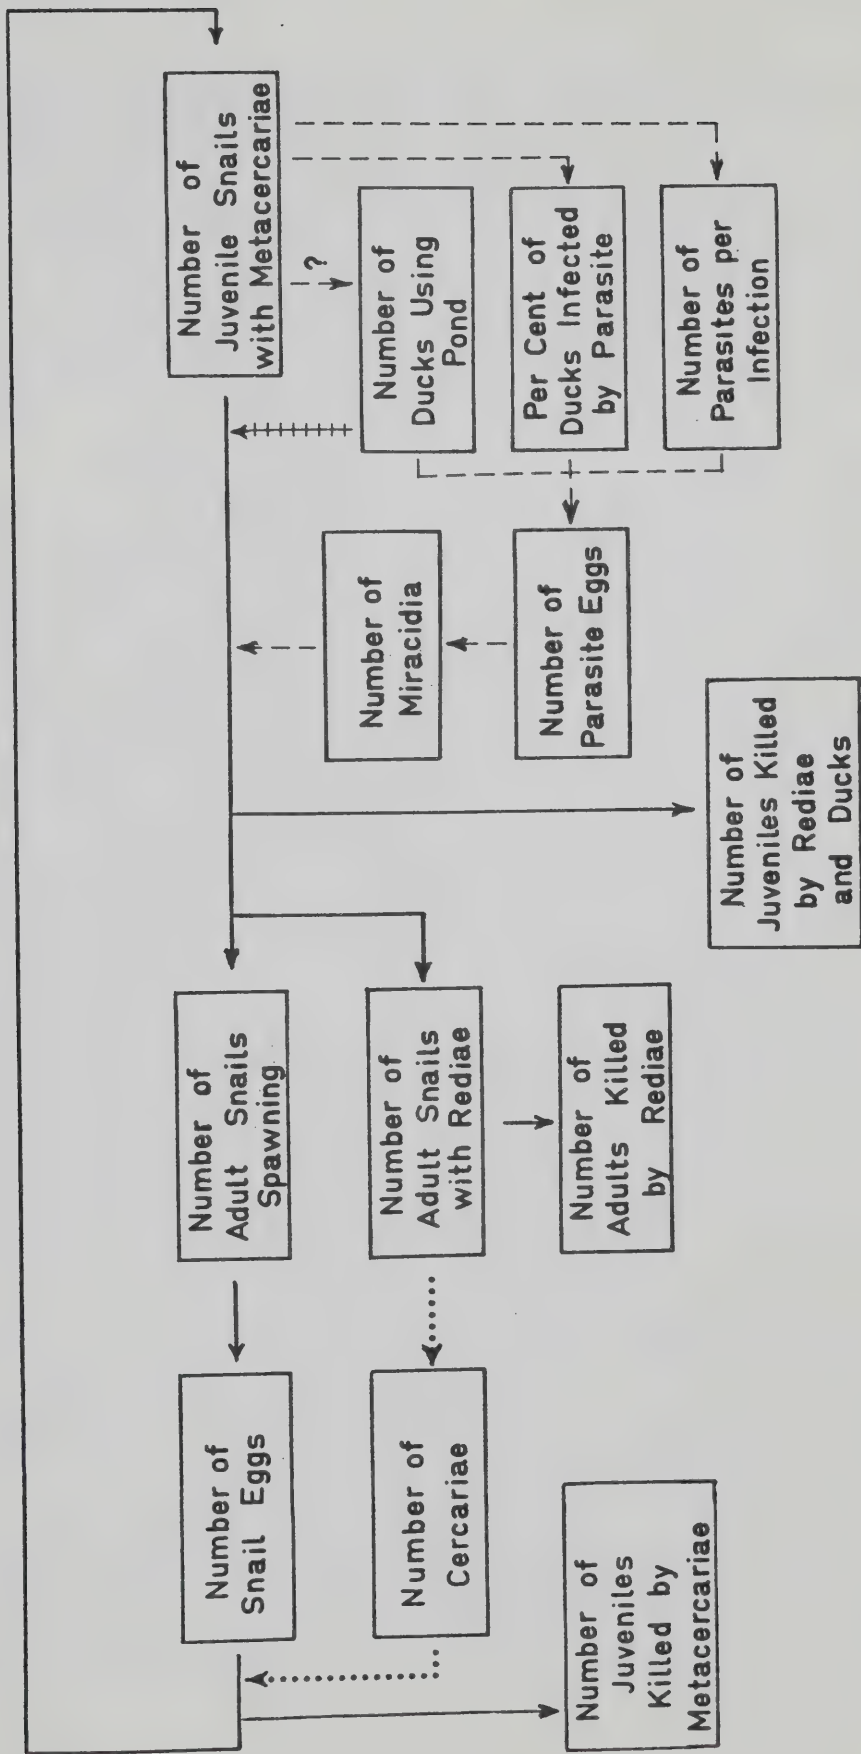 Number of
Snail Eggs
Number of
Adult Snails
Spawning
Number of
Juvenile Snails
with Metacercariae
?
Number of
Cercariae
Number of
Adult Snails
with Rediae
Number of
Miracidia
Number of
Ducks Using
Pond
Number of
Juveniles
Killed by
Metacercariae
Number of
Adults Killed
by Rediae
Number of
Parasite Eggs
Per Cent of
Ducks Infected
by Parasite
Number of
Juveniles Killed
by Rediae
and Ducks
Number of
Parasites per
Infection